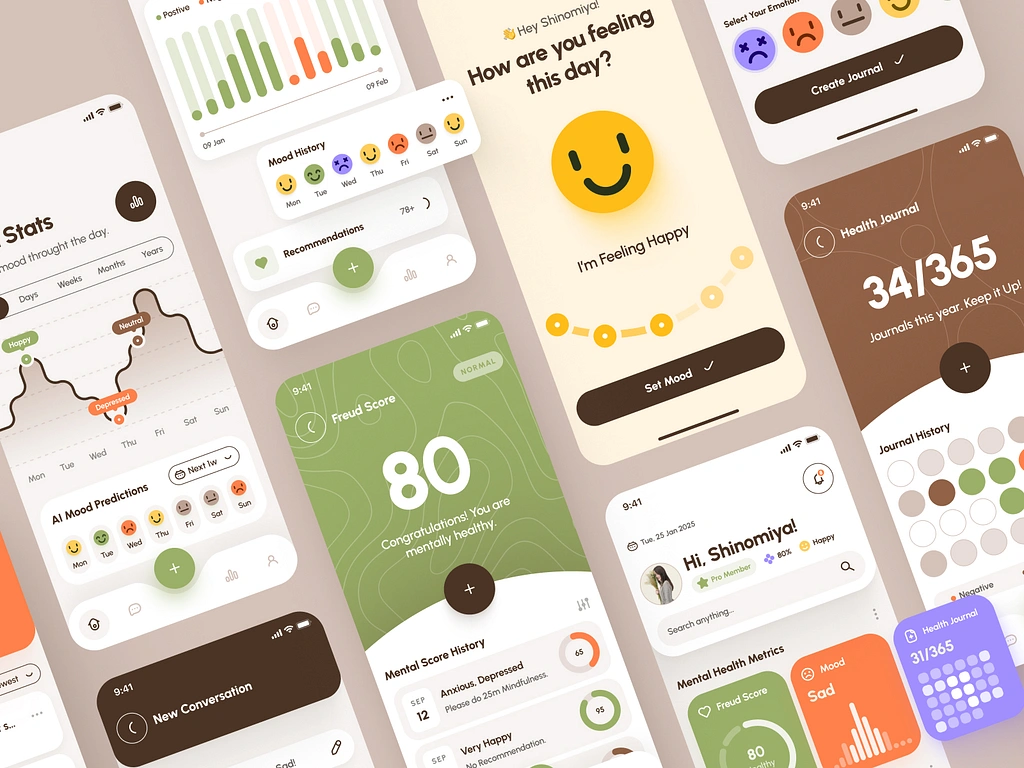 Stats
mood throught the day.
Days Weeks Months Years
Happy
Neutral
Depressed
Mon Tue Wed Thu Fri Sat Sun
AI Mood Predictions
Next 1w
Mon Tue Wed Thu Fri Sat Sun
Postive
09 Jan
09 Feb
Mood History
Mon Tue Wed Thu Fri Sat Sun
Recommendations
78+
9:41
New Conversation
Sad!
9:41
NORMAL
Freud Score
80
Congratulations! You are
mentally healthy.
Mental Score History
SEP
12
Anxious, Depressed
Please do 25m Mindfulness.
65
SEP
Very Happy
No Recommendation.
95
Hey Shinomiya!
How are you feeling
this day?
I'm Feeling Happy
Set Mood
Select Your Emotion
Create Journal
9:41
Tue, 25 Jan 2025
Hi, Shinomiya!
Pro Member
80%
Happy
Search anything...
Mental Health Metrics
Freud Score
80
Mood
Sad
9:41
Health Journal
34/365
Journals this year. Keep it Up!
Journal History
Negative
Health Journal
31/365